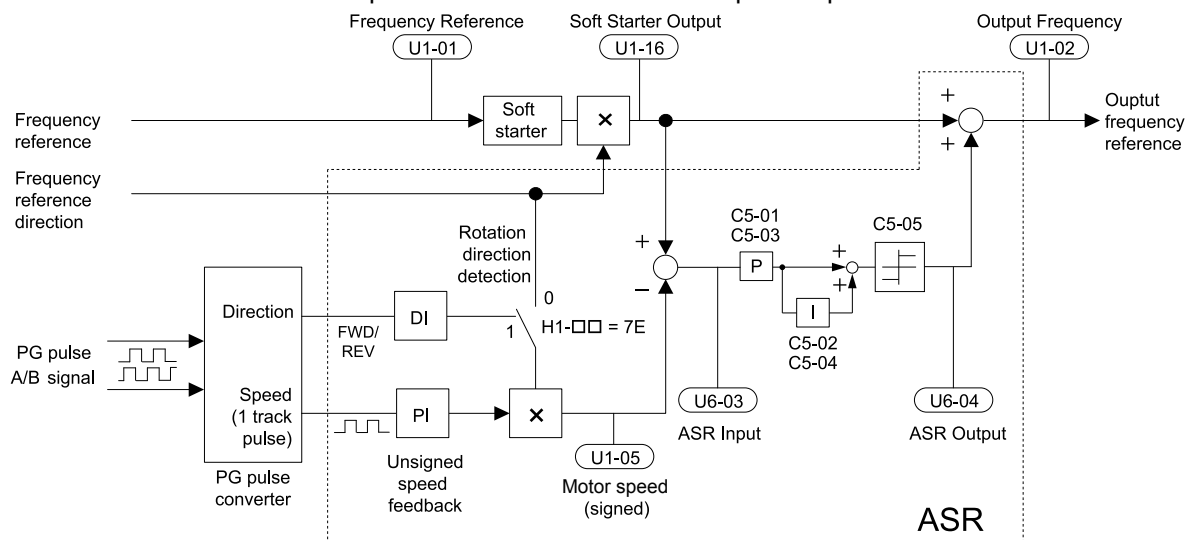 Frequency Reference
U1-01
Soft Starter Output
U1-16
Output Frequency
U1-02
Frequency
reference
Soft
starter
×
+
+
Ouptut
frequency
reference
Frequency
reference
direction
Rotation
direction
detection
+
−
C5-01
C5-03
P
+
+
C5-05
I
C5-02
C5-04
Direction
FWD/
REV
DI
0
1
H1-□□ = 7E
PG pulse
A/B signal
Speed
(1 track
pulse)
PI
×
U6-03
ASR Input
U6-04
ASR Output
U1-05
PG pulse
converter
Unsigned
speed
feedback
Motor speed
(signed)
ASR